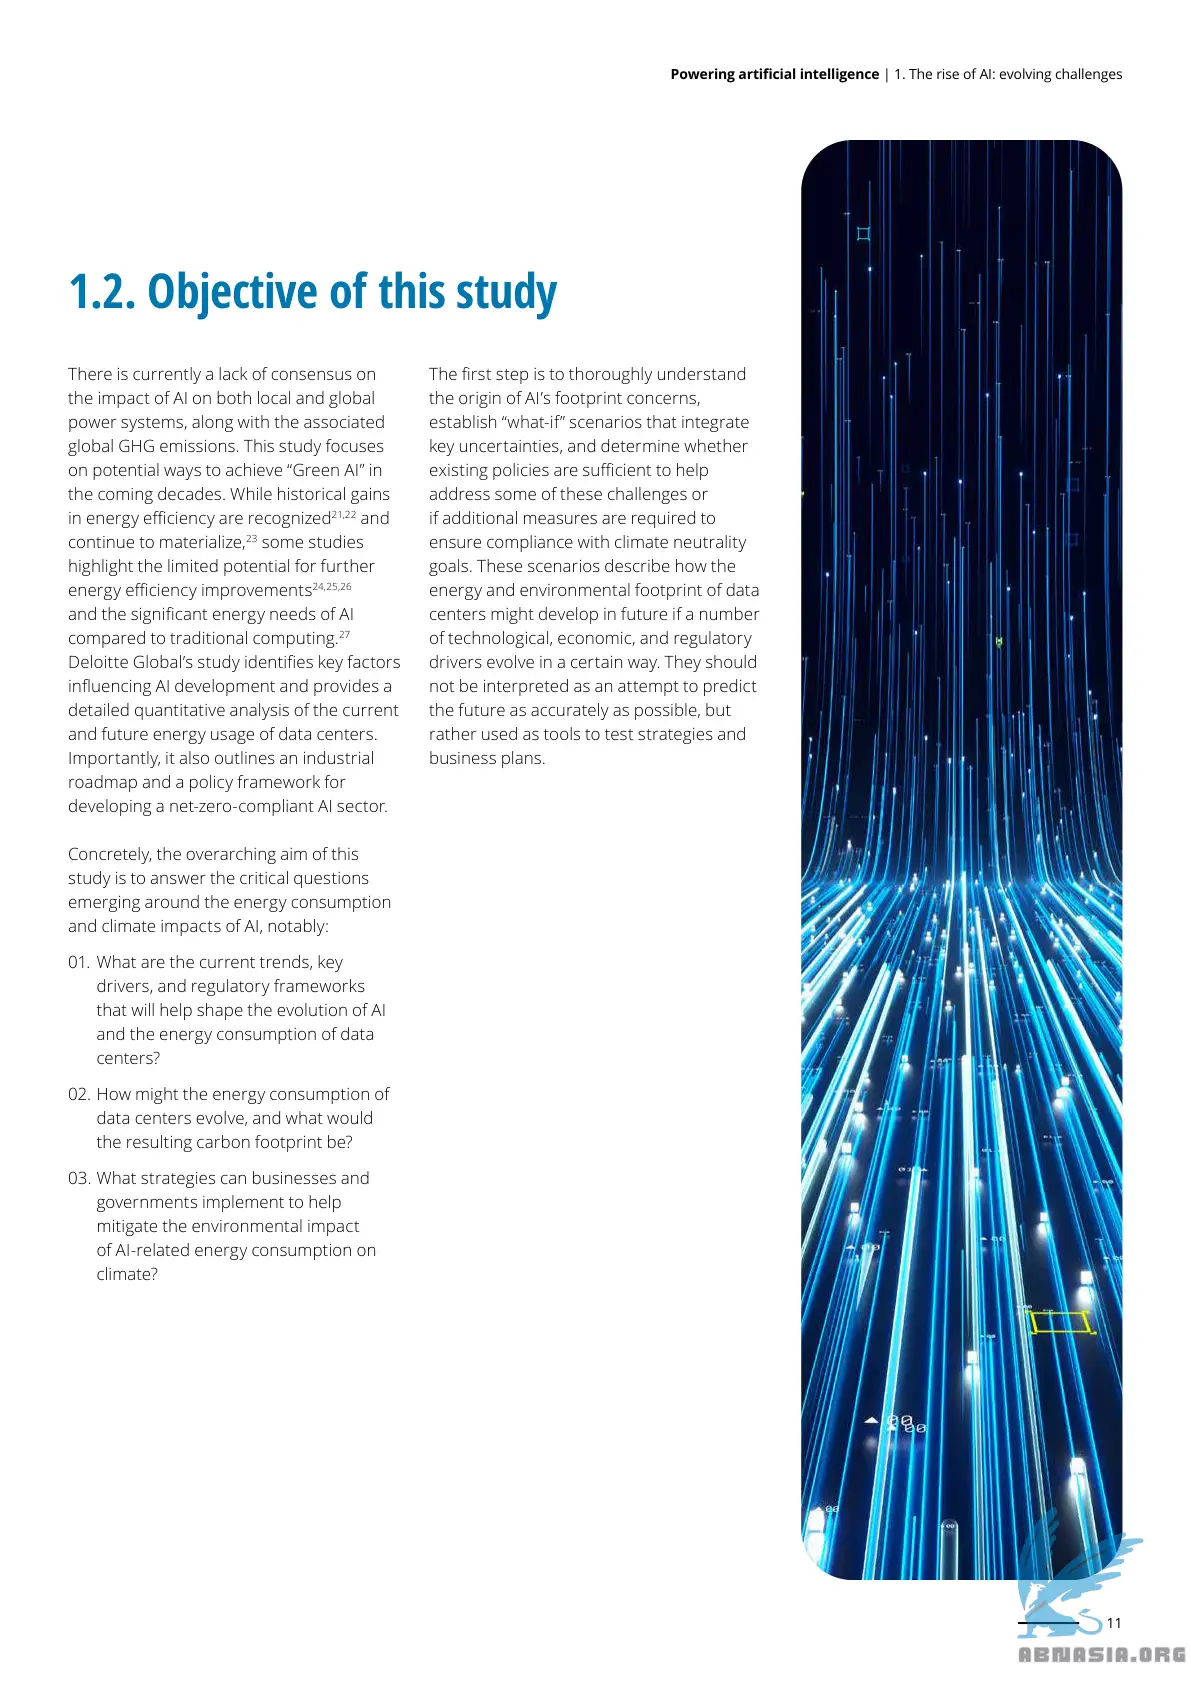 Powering artificial intelligence | 1. The rise of AI: evolving challenges
1.2. Objective of this study
There is currently a lack of consensus on
the impact of AI on both local and global
power systems, along with the associated
global GHG emissions. This study focuses
on potential ways to achieve “Green AI” in
the coming decades. While historical gains
in energy efficiency are recognized21,22 and
continue to materialize,23 some studies
highlight the limited potential for further
energy efficiency improvements24,25,26
and the significant energy needs of AI
compared to traditional computing.27
Deloitte Global’s study identifies key factors
influencing AI development and provides a
detailed quantitative analysis of the current
and future energy usage of data centers.
Importantly, it also outlines an industrial
roadmap and a policy framework for
developing a net-zero-compliant AI sector.
Concretely, the overarching aim of this
study is to answer the critical questions
emerging around the energy consumption
and climate impacts of AI, notably:
01. What are the current trends, key
drivers, and regulatory frameworks
that will help shape the evolution of AI
and the energy consumption of data
centers?
02. How might the energy consumption of
data centers evolve, and what would
the resulting carbon footprint be?
03. What strategies can businesses and
governments implement to help
mitigate the environmental impact
of AI-related energy consumption on
climate?
The first step is to thoroughly understand
the origin of AI’s footprint concerns,
establish “what-if” scenarios that integrate
key uncertainties, and determine whether
existing policies are sufficient to help
address some of these challenges or
if additional measures are required to
ensure compliance with climate neutrality
goals. These scenarios describe how the
energy and environmental footprint of data
centers might develop in future if a number
of technological, economic, and regulatory
drivers evolve in a certain way. They should
not be interpreted as an attempt to predict
the future as accurately as possible, but
rather used as tools to test strategies and
business plans.
00
00
11
ABNASIA.ORG